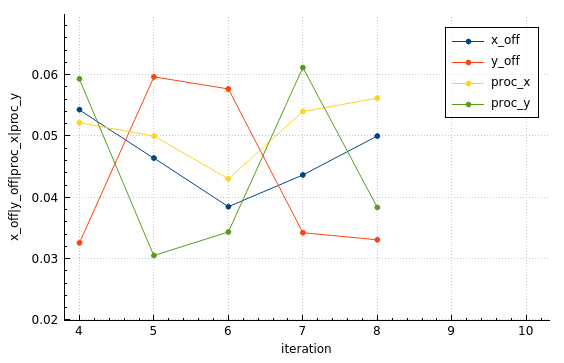 x_off
y_off
proc_x
proc_y
0.06
0.05
0.04
0.03
0.02
x_off|y_off|proc_x|proc_y
4 5 6 7 8 9 10
iteration